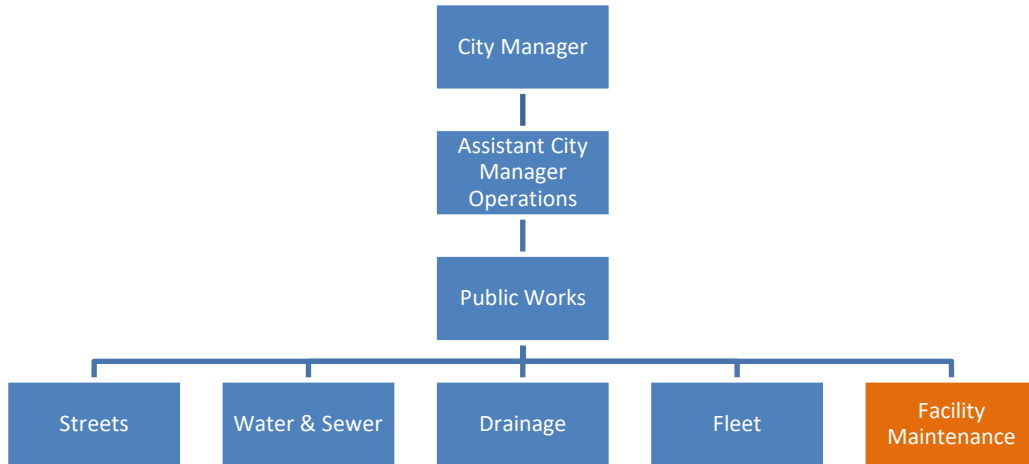 City Manager
Assistant City
Manager
Operations
Public Works
Streets
Water & Sewer
Drainage
Fleet
Facility
Maintenance